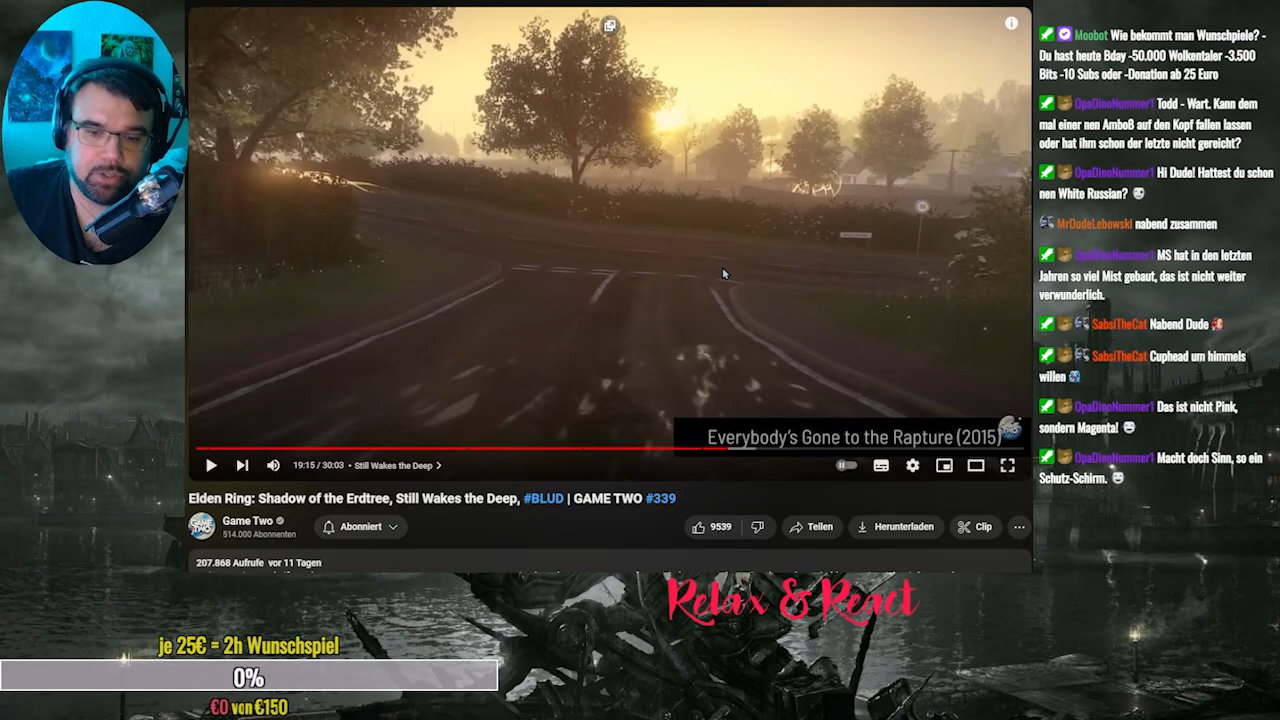 Everybody's Gone to the Rapture (2015)
19:15 / 30:03 • Still Wakes the Deep >
Elden Ring: Shadow of the Erdtree, Still Wakes the Deep, #BLUD | GAME TWO #339
Game Two
514.000 Abonnenten
Abonniert
9539
Teilen
Herunterladen
Clip
207.868 Aufrufe vor 11 Tagen
Relax & React
je 25€ = 2h Wunschspiel
0%
€0 von €150
Moobot Wie bekommt man Wunschpiele? -
Du hast heute Bday -50.000 Wolkentaler -3.500
Bits -10 Subs oder -Donation ab 25 Euro
OpaDinoNummer1 Todd - Wart. Kann dem
mal einer nen Amboß auf den Kopf fallen lassen
oder hat ihm schon der letzte nicht gereicht?
OpaDinoNummer1 Hi Dude! Hattest du schon
nen White Russian?
MrDudeLebowski nabend zusammen
OpaDinoNummer1 MS hat in den letzten
Jahren so viel Mist gebaut, das ist nicht weiter
verwunderlich.
SabsiTheCat Nabend Dude
SabsiTheCat Cuphead um himmels
willen
OpaDinoNummer1 Das ist nicht Pink,
sondern Magenta!
OpaDinoNummer1 Macht doch Sinn, so ein
Schutz-Schirm.